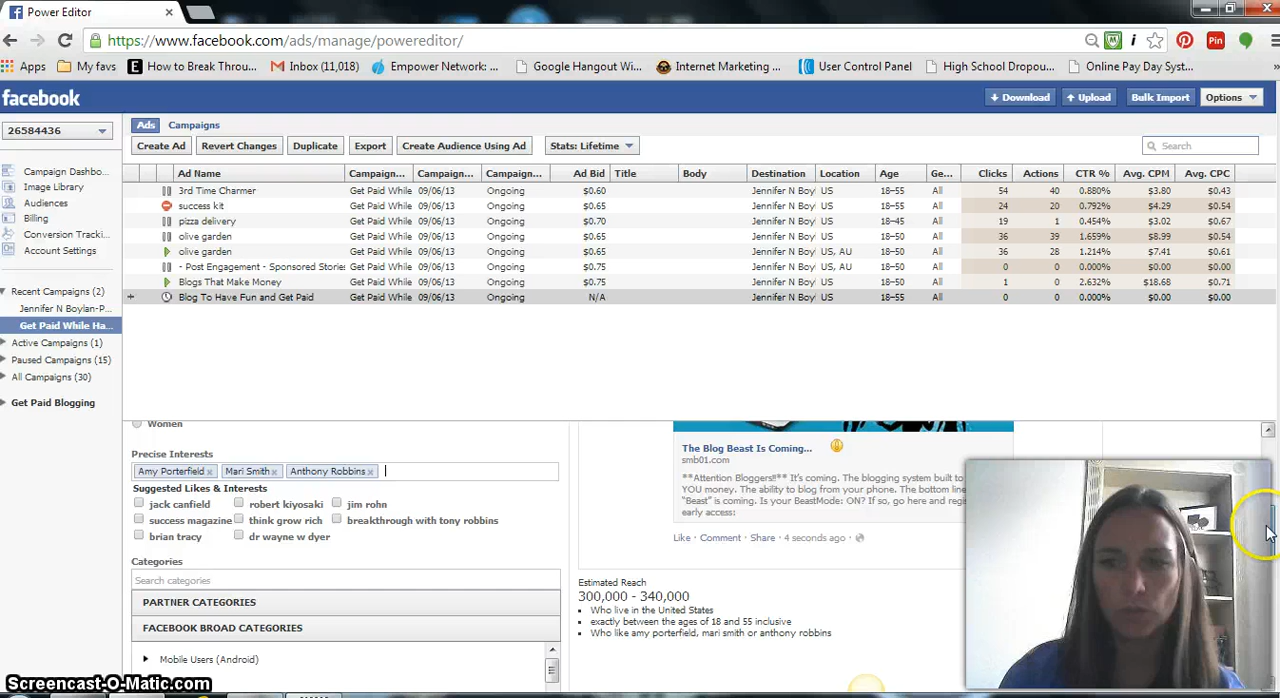 Power Editor
https://www.facebook.com/ads/manage/powereditor/
Apps My favs How to Break Throu... Inbox (11,018) Empower Network: ... Google Hangout Wi... Internet Marketing ... User Control Panel High School Dropou... Online Pay Day Syst...
facebook Download Upload Bulk Import Options
26584436
Campaign Dashbo...
Image Library
Audiences
Billing
Conversion Tracki...
Account Settings
Recent Campaigns (2)
Jennifer N Boylan-P...
Get Paid While Ha...
Active Campaigns (1)
Paused Campaigns (15)
All Campaigns (30)
Get Paid Blogging
Ads Campaigns
Create Ad Revert Changes Duplicate Export Create Audience Using Ad Stats: Lifetime Search
Ad Name Campaign... Campaign... Campaign... Ad Bid Title Body Destination Location Age Ge... Clicks Actions CTR % Avg. CPM Avg. CPC
3rd Time Charmer Get Paid While 09/06/13 Ongoing $0.60 Jennifer N Boyl US 18-55 All 54 40 0.880% $3.80 $0.43
success kit Get Paid While 09/06/13 Ongoing $0.65 Jennifer N Boyl US 18-50 All 24 20 0.792% $4.29 $0.54
pizza delivery Get Paid While 09/06/13 Ongoing $0.70 Jennifer N Boyl US 18-45 All 19 1 0.454% $3.02 $0.67
olive garden Get Paid While 09/06/13 Ongoing $0.65 Jennifer N Boyl US 18-50 All 36 39 1.659% $8.99 $0.54
olive garden Get Paid While 09/06/13 Ongoing $0.65 Jennifer N Boyl US, AU 18-50 All 36 28 1.214% $7.41 $0.61
- Post Engagement - Sponsored Stories Get Paid While 09/06/13 Ongoing $0.75 Jennifer N Boyl US, AU 18-50 All 0 0 0.000% $0.00 $0.00
Blogs That Make Money Get Paid While 09/06/13 Ongoing $0.75 Jennifer N Boyl US 18-50 All 1 0 2.632% $18.68 $0.71
Blog To Have Fun and Get Paid Get Paid While 09/06/13 Ongoing N/A Jennifer N Boyl US 18-55 All 0 0 0.000% $0.00 $0.00
Women
Precise Interests
Amy Porterfield x Mari Smith x Anthony Robbins x
Suggested Likes & Interests
jack canfield robert kiyosaki jim rohn
success magazine think grow rich breakthrough with tony robbins
brian tracy dr wayne w dyer
Categories
Search categories
PARTNER CATEGORIES
FACEBOOK BROAD CATEGORIES
Mobile Users (Android)
The Blog Beast Is Coming...
smb01.com
**Attention Bloggers!!** It's coming. The blogging system built to
YOU money. The ability to blog from your phone. The bottom line
"Beast" is coming. Is your BeastMode: ON? If so, go here and regi
early access:
Like · Comment · Share · 4 seconds ago ·
Estimated Reach
300,000 - 340,000
Who live in the United States
exactly between the ages of 18 and 55 inclusive
Who like amy porterfield, mari smith or anthony robbins
Screencast-O-Matic.com